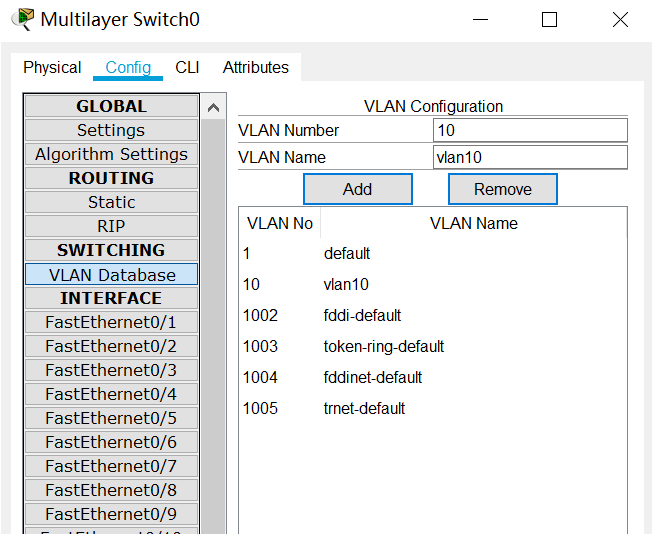 Multilayer Switch0
Physical Config CLI Attributes
GLOBAL
Settings
Algorithm Settings
ROUTING
Static
RIP
SWITCHING
VLAN Database
INTERFACE
FastEthernet0/1
FastEthernet0/2
FastEthernet0/3
FastEthernet0/4
FastEthernet0/5
FastEthernet0/6
FastEthernet0/7
FastEthernet0/8
FastEthernet0/9
FastEthernet0/10
VLAN Configuration
VLAN Number 10
VLAN Name vlan10
Add Remove
VLAN No VLAN Name
1 default
10 vlan10
1002 fddi-default
1003 token-ring-default
1004 fddinet-default
1005 trnet-default